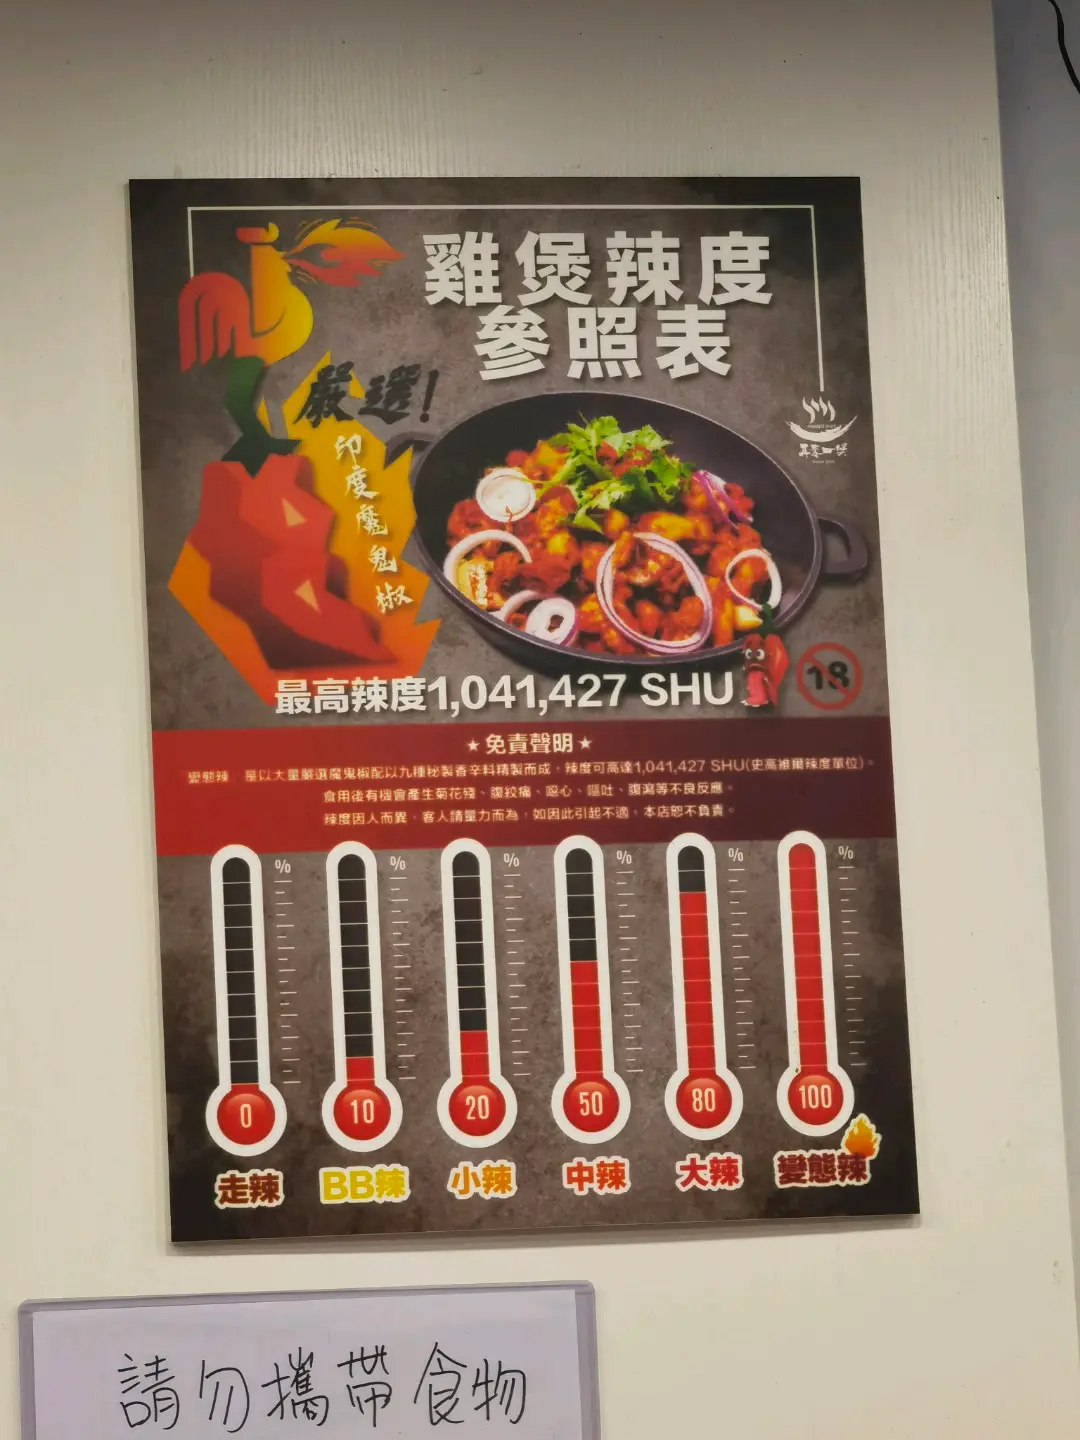 雞煲辣度
參照表
嚴選!
印度魔鬼椒
最高辣度1,041,427 SHU
18
★ 免責聲明 ★
變態辣 是以大量嚴選魔鬼椒配以九種秘製香辛料精製而成，辣度可高達1,041,427 SHU(史高維爾辣度單位)。
食用後有機會產生菊花殘、腹絞痛、噁心、嘔吐、腹瀉等不良反應。
辣度因人而異，客人請量力而為，如因此引起不適，本店恕不負責。
% % % % % %
0 10 20 50 80 100
走辣 BB辣 小辣 中辣 大辣 變態辣
請勿攜帶食物